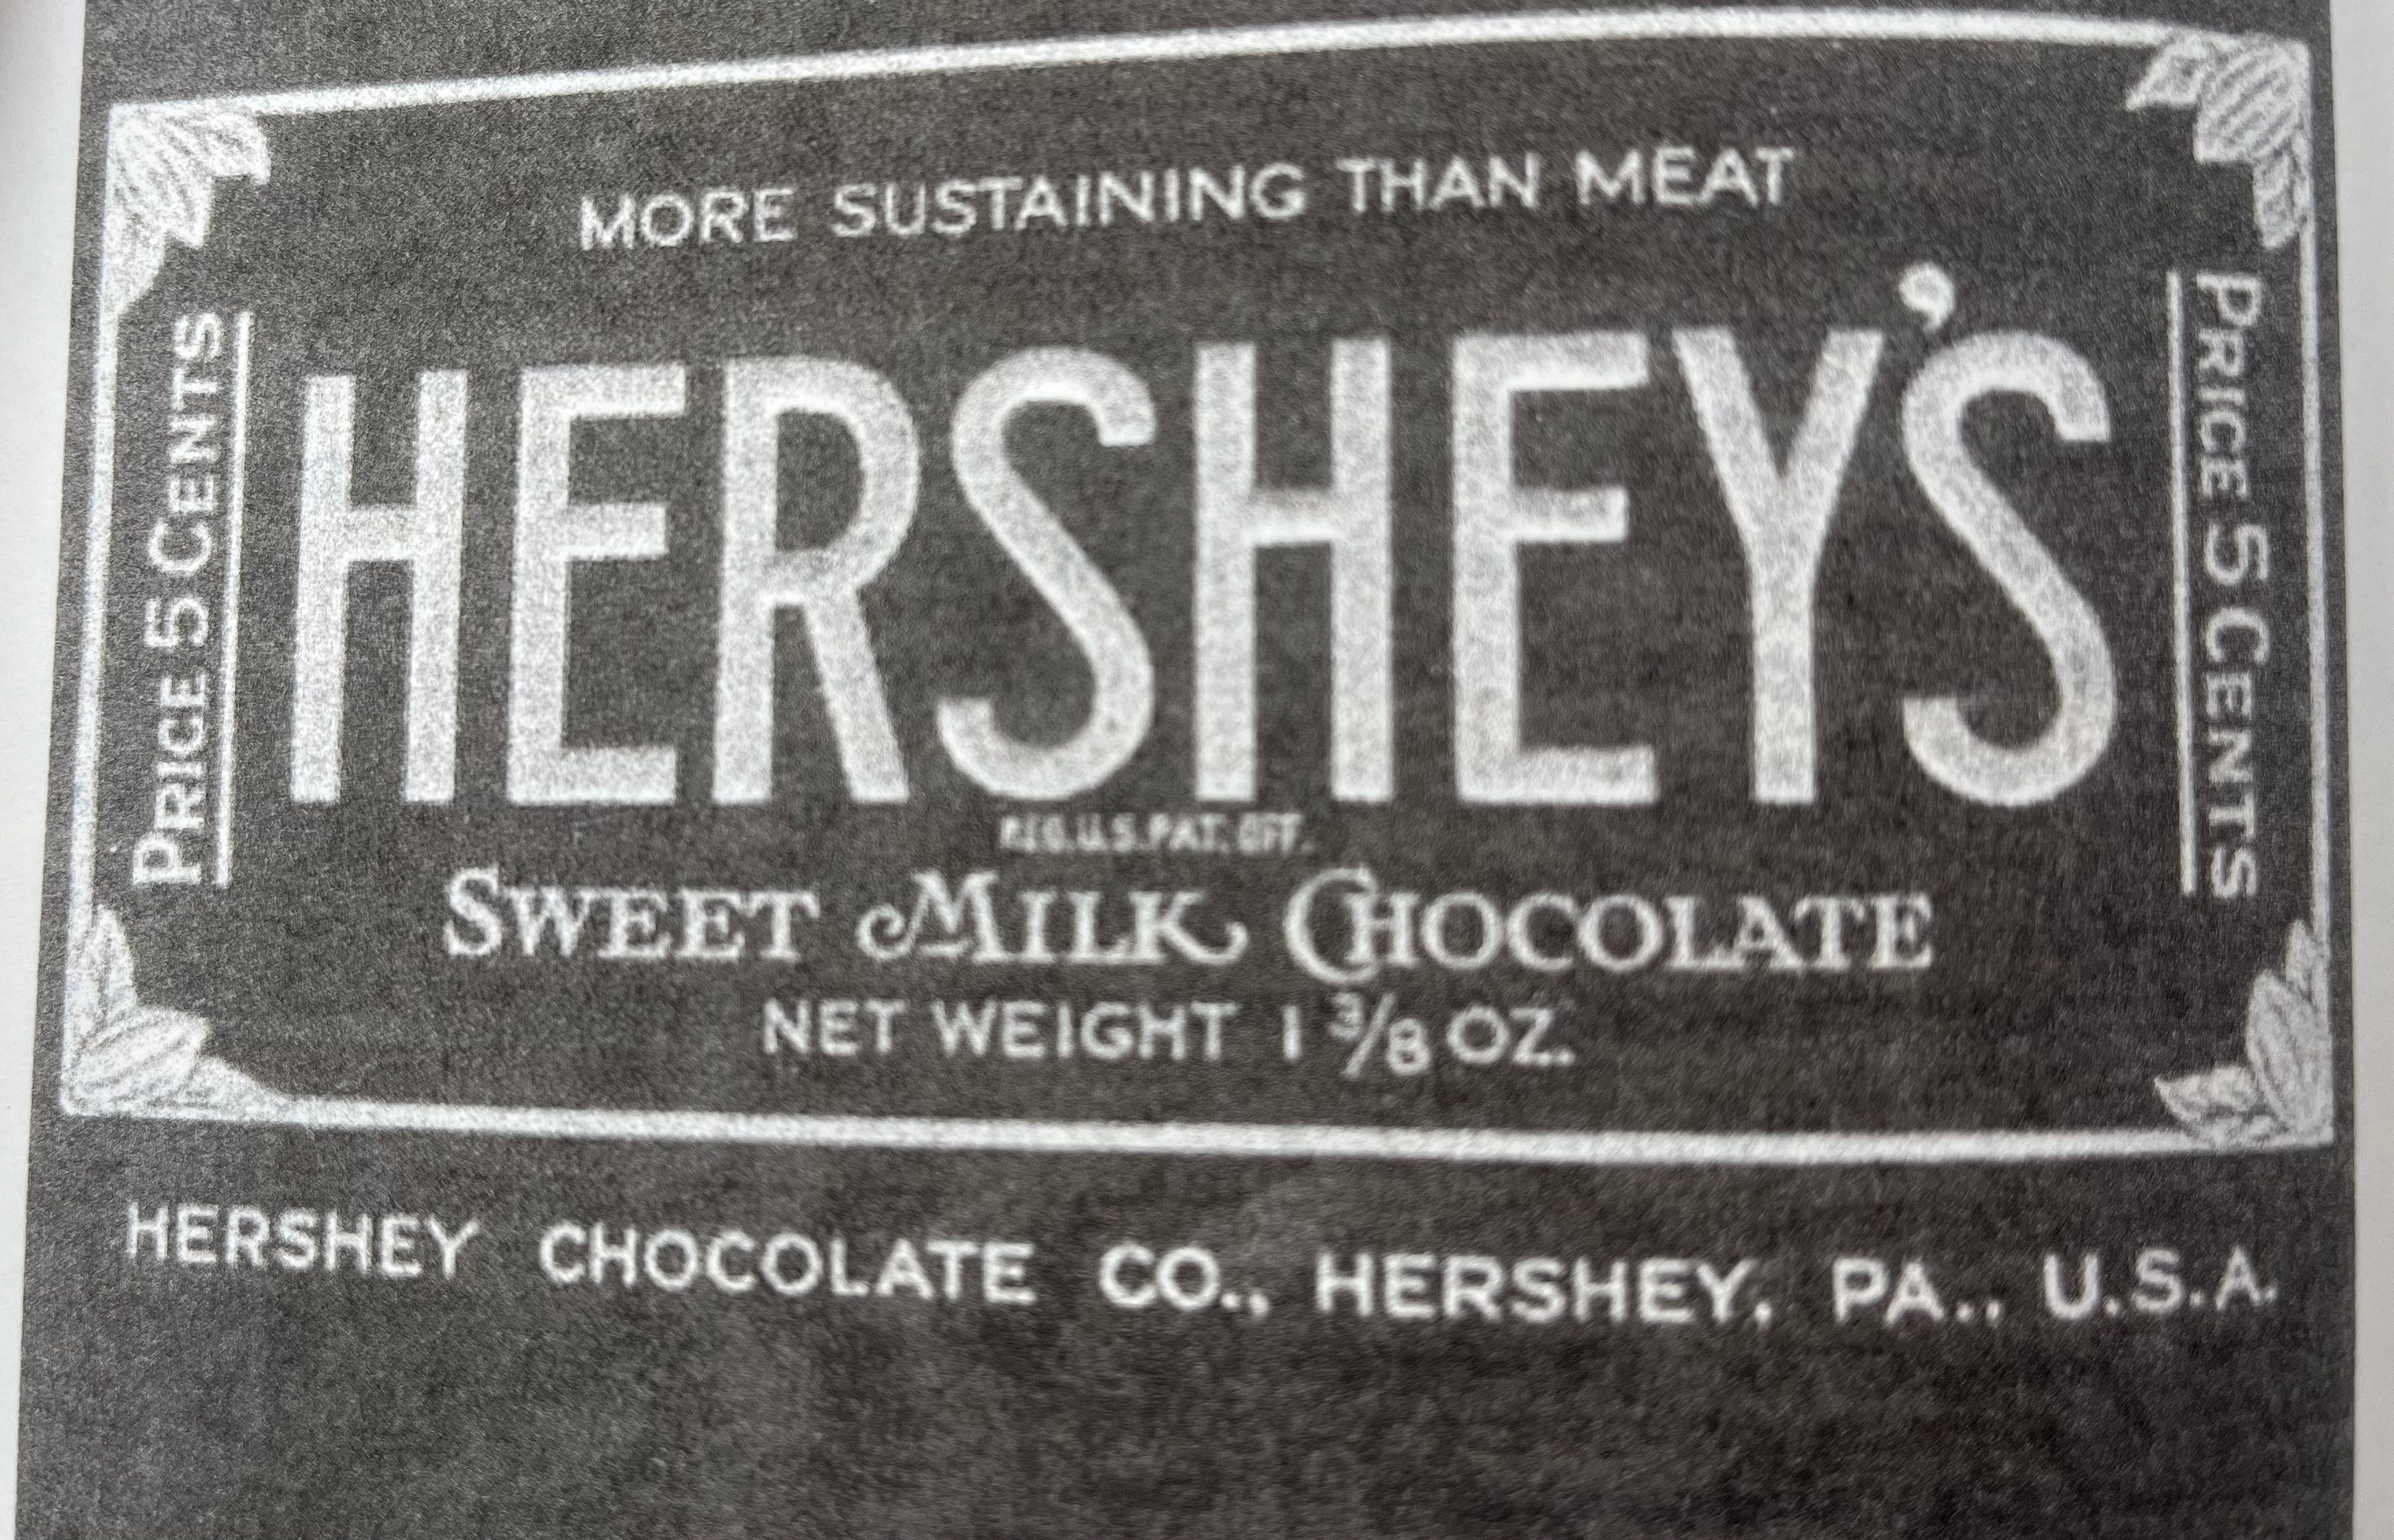 MORE SUSTAINING THAN MEAT
PRICE 5 CENTS
HERSHEY'S
PRICE 5 CENTS
REG. U.S. PAT. OFF.
SWEET MILK CHOCOLATE
NET WEIGHT 1 3/8 OZ.
HERSHEY CHOCOLATE CO., HERSHEY, PA., U.S.A.